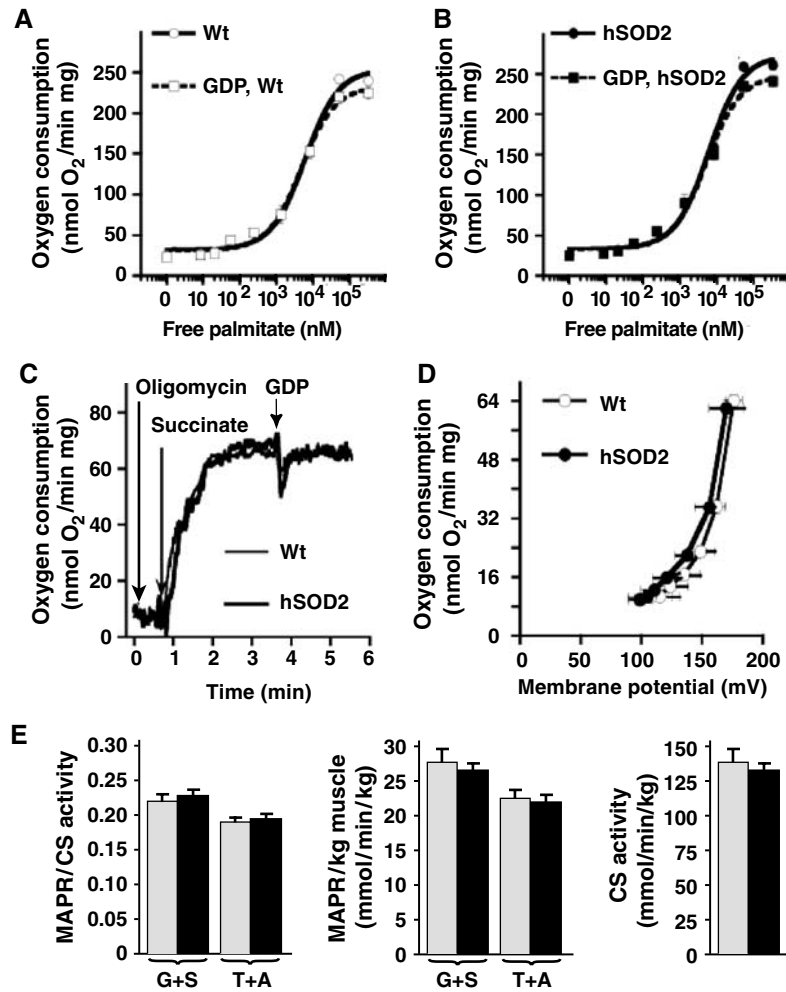 A
Wt
GDP, Wt
Oxygen consumption
(nmol O2/min mg)
250
200
150
100
50
0
0 10 10^2 10^3 10^4 10^5
Free palmitate (nM)
B
hSOD2
GDP, hSOD2
Oxygen consumption
(nmol O2/min mg)
250
200
150
100
50
0
0 10 10^2 10^3 10^4 10^5
Free palmitate (nM)
C
Oligomycin
GDP
Succinate
Wt
hSOD2
Oxygen consumption
(nmol O2/min mg)
80
60
40
20
0
0 1 2 3 4 5 6
Time (min)
D
Wt
hSOD2
Oxygen consumption
(nmol O2/min mg)
64
48
32
16
0
0 50 100 150 200
Membrane potential (mV)
E
MAPR/CS activity
0.30
0.25
0.20
0.15
0.10
0.05
0
G+S T+A
MAPR/kg muscle
(mmol/min/kg)
30
25
20
15
10
5
0
G+S T+A
CS activity
(mmol/min/kg)
150
125
100
75
50
25
0